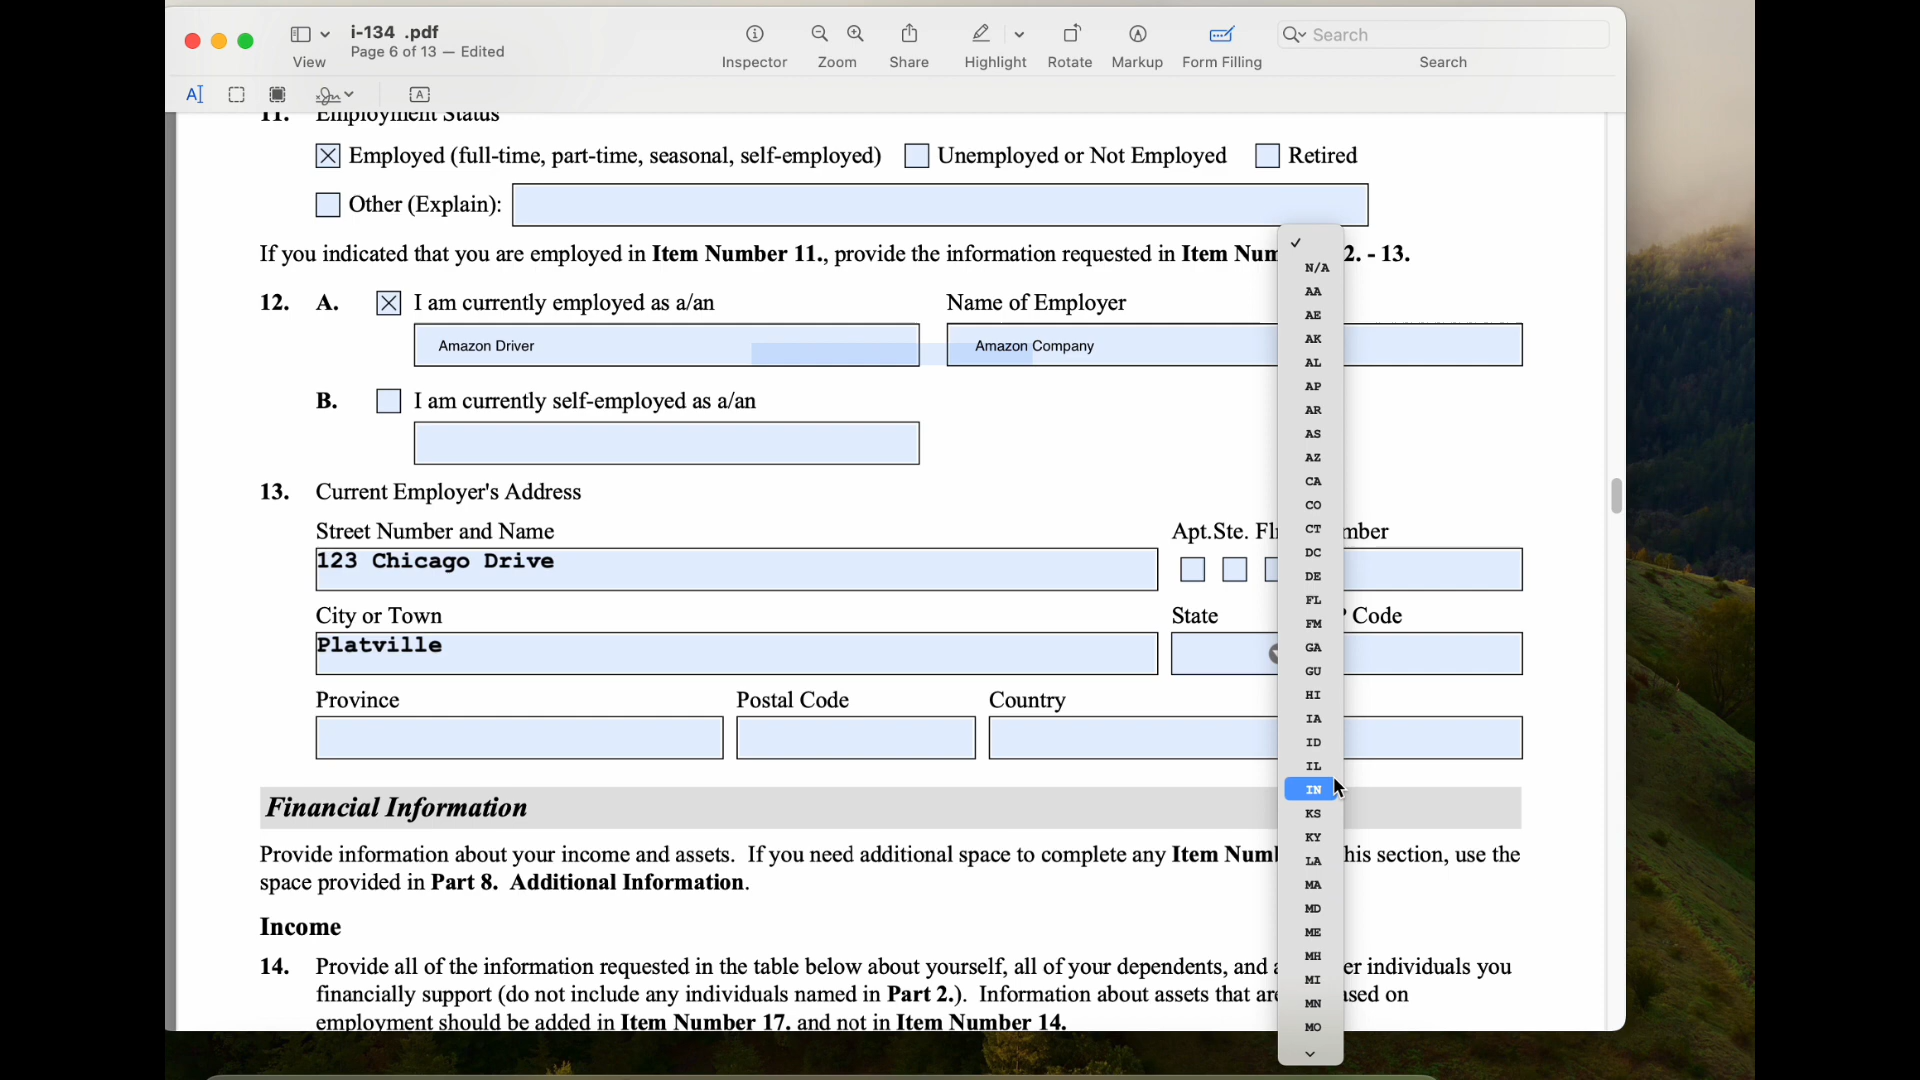 i-134 .pdf
Page 6 of 13 — Edited
View
Inspector
Zoom
Share
Highlight
Rotate
Markup
Form Filling
Search
Search
11. Employment Status
Employed (full-time, part-time, seasonal, self-employed) Unemployed or Not Employed Retired
Other (Explain):
If you indicated that you are employed in Item Number 11., provide the information requested in Item Num 2. - 13.
12. A. I am currently employed as a/an Name of Employer
Amazon Driver Amazon Company
B. I am currently self-employed as a/an
13. Current Employer's Address
Street Number and Name Apt.Ste. Fl mber
123 Chicago Drive
City or Town State Code
Platville
Province Postal Code Country
Financial Information
Provide information about your income and assets. If you need additional space to complete any Item Num his section, use the
space provided in Part 8. Additional Information.
Income
14. Provide all of the information requested in the table below about yourself, all of your dependents, and a er individuals you
financially support (do not include any individuals named in Part 2.). Information about assets that are ased on
employment should be added in Item Number 17. and not in Item Number 14.
N/A
AA
AE
AK
AL
AP
AR
AS
AZ
CA
CO
CT
DC
DE
FL
FM
GA
GU
HI
IA
ID
IL
IN
KS
KY
LA
MA
MD
ME
MH
MI
MN
MO